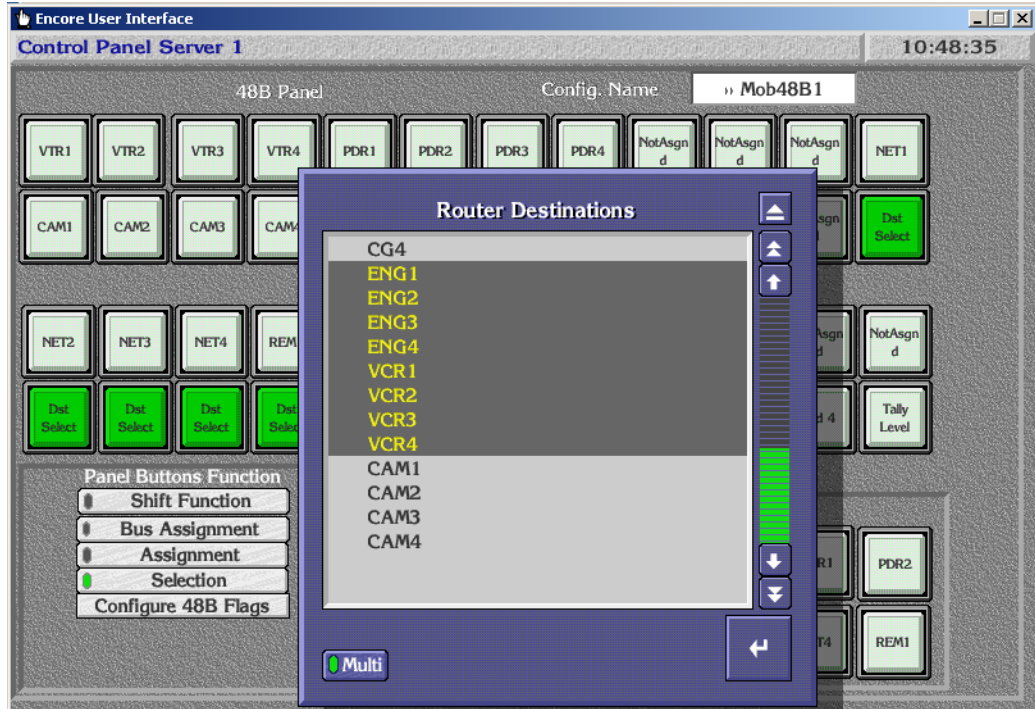 Encore User Interface
Control Panel Server 1
10:48:35
48B Panel
Config. Name
Mob48B1
VTR1
VTR2
VTR3
VTR4
PDR1
PDR2
PDR3
PDR4
NotAsgn
d
NotAsgn
d
NotAsgn
d
NET1
CAM1
CAM2
CAM3
Dst
Select
NET2
NET3
NET4
NotAsgn
d
Dst
Select
Dst
Select
Dst
Select
d 4
Tally
Level
Router Destinations
CG4
ENG1
ENG2
ENG3
ENG4
VCR1
VCR2
VCR3
VCR4
CAM1
CAM2
CAM3
CAM4
Multi
Panel Buttons Function
Shift Function
Bus Assignment
Assignment
Selection
Configure 48B Flags
PDR2
REM1